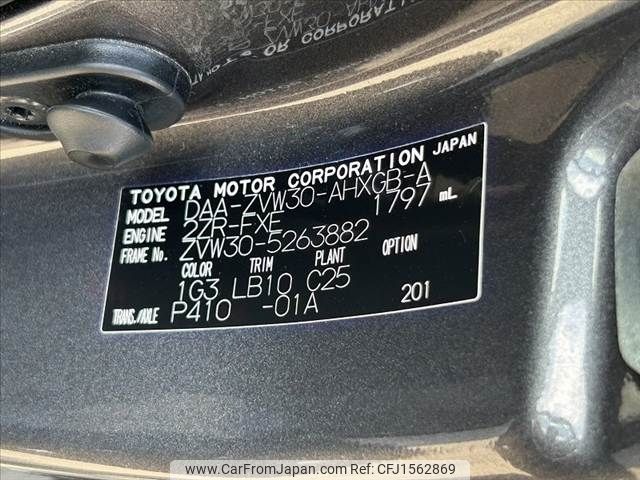 TOYOTA MOTOR CORPORATION JAPAN
MODEL DAA-ZVW30-AHXGB-A
ENGINE 2ZR-FXE 1797 mL
FRAME No. ZVW30-5263882
COLOR TRIM PLANT OPTION
1G3 LB10 C25
TRANS./AXLE P410 -01A 201
www.CarFromJapan.com
Stock ID: CFJ1562869